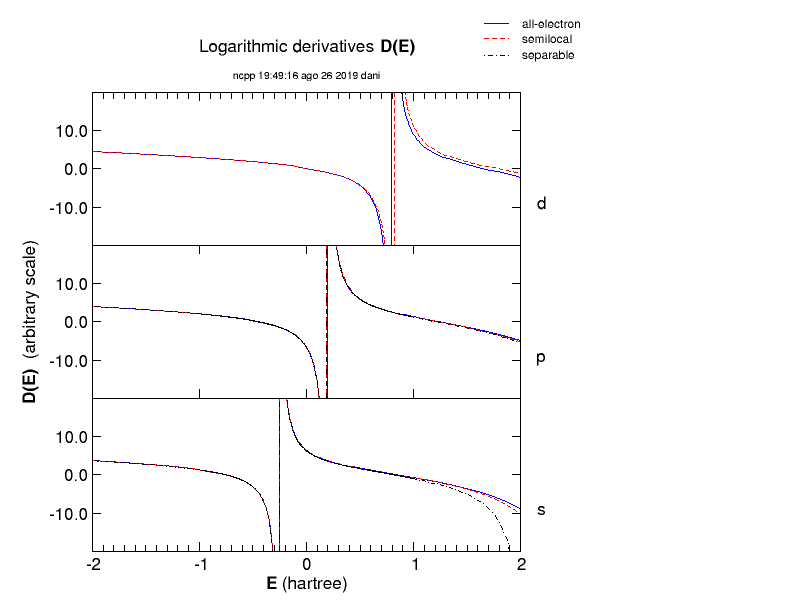 all-electron
semilocal
separable
Logarithmic derivatives D(E)
ncpp 19:49:16 ago 26 2019 dani
10.0
0.0
-10.0
d
10.0
0.0
-10.0
p
10.0
0.0
-10.0
s
D(E) (arbitrary scale)
-2 -1 0 1 2
E (hartree)